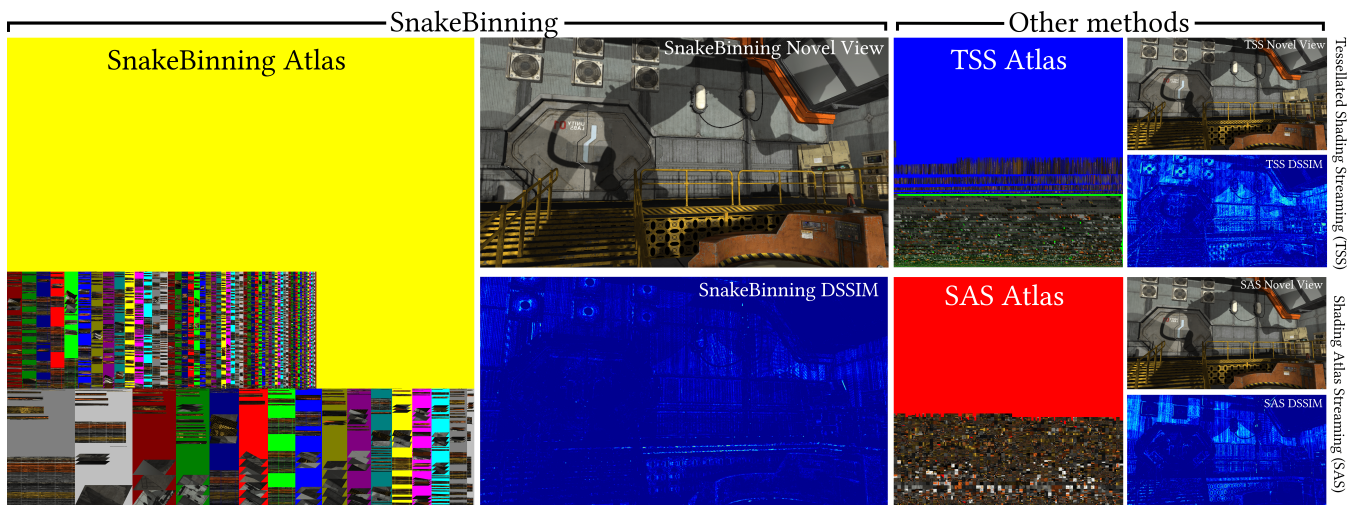 SnakeBinning
Other methods
SnakeBinning Atlas
SnakeBinning Novel View
SnakeBinning DSSIM
TSS Atlas
TSS Novel View
TSS DSSIM
Tessellated Shading Streaming (TSS)
SAS Atlas
SAS Novel View
SAS DSSIM
Shading Atlas Streaming (SAS)